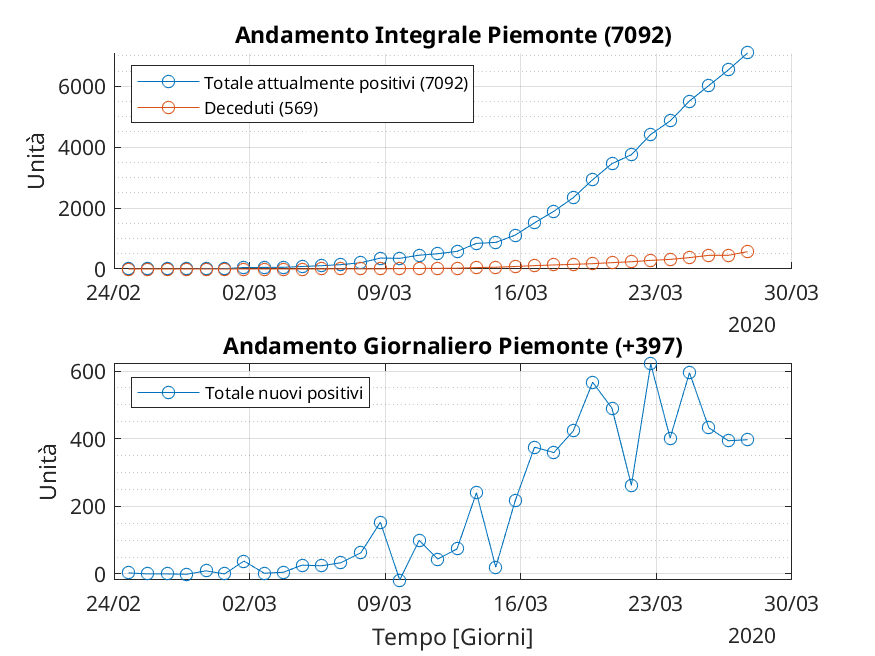 Andamento Integrale Piemonte (7092)
Totale attualmente positivi (7092)
Deceduti (569)
Unità
6000
4000
2000
0
24/02 02/03 09/03 16/03 23/03 30/03
2020
Andamento Giornaliero Piemonte (+397)
Totale nuovi positivi
Unità
600
400
200
0
24/02 02/03 09/03 16/03 23/03 30/03
Tempo [Giorni]
2020